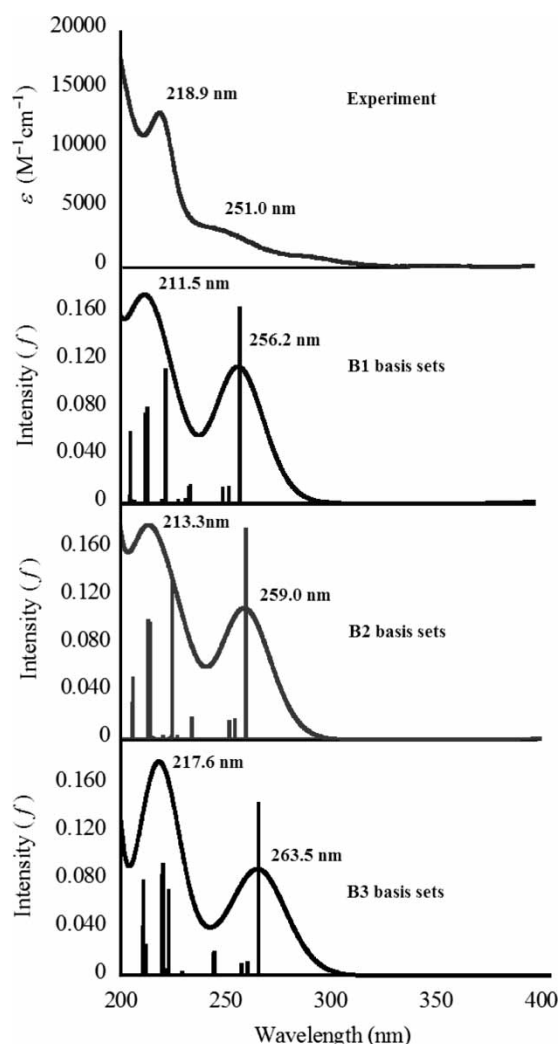 20000
15000
10000
5000
0
ε (M⁻¹cm⁻¹)
218.9 nm
Experiment
251.0 nm
0.160
0.120
0.080
0.040
0
Intensity (f)
211.5 nm
256.2 nm
B1 basis sets
0.160
0.120
0.080
0.040
0
Intensity (f)
213.3nm
259.0 nm
B2 basis sets
0.160
0.120
0.080
0.040
0
Intensity (f)
217.6 nm
263.5 nm
B3 basis sets
200 250 300 350 400
Wavelength (nm)